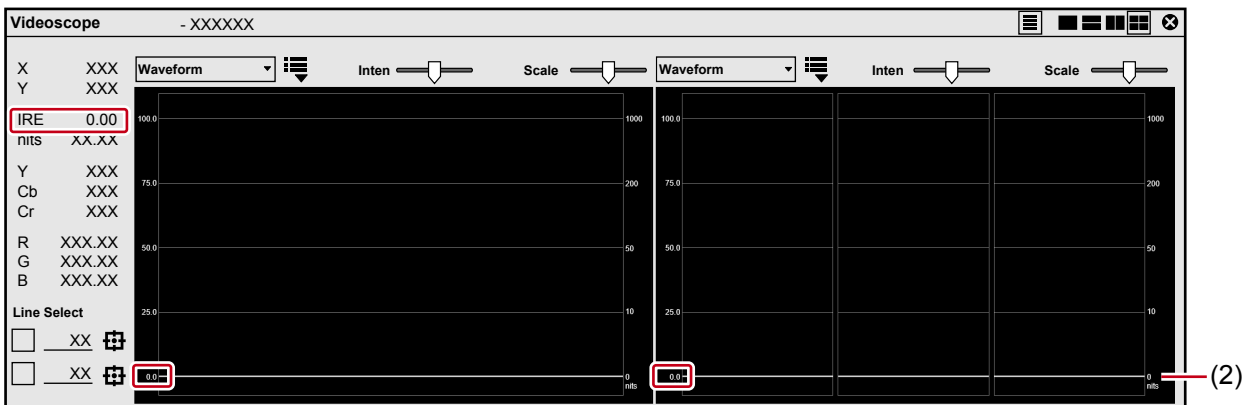 Videoscope - XXXXXX
X XXX
Y XXX
IRE 0.00
nits XX.XX
Y XXX
Cb XXX
Cr XXX
R XXX.XX
G XXX.XX
B XXX.XX
Line Select
XX
XX
Waveform Inten Scale
100.0 1000
75.0 200
50.0 50
25.0 10
0.0 0
nits
Waveform Inten Scale
100.0 1000
75.0 200
50.0 50
25.0 10
0.0 0
nits
(2)